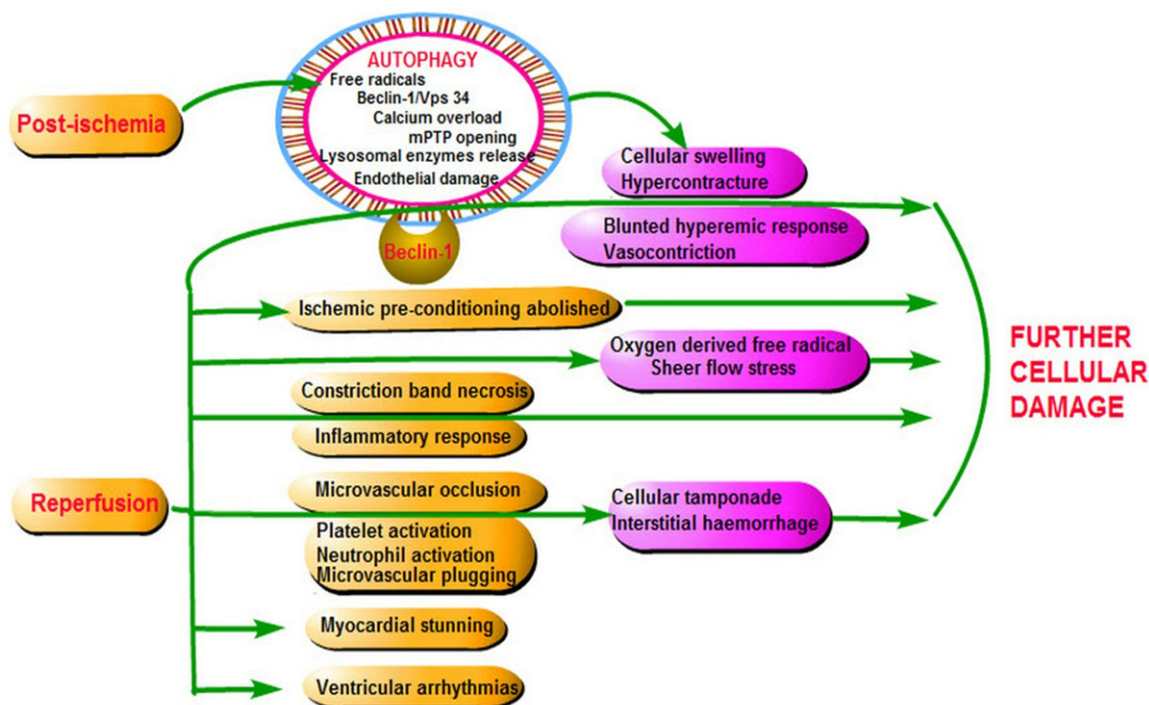 AUTOPHAGY
Free radicals
Beclin-1/Vps 34
Calcium overload
mPTP opening
Lysosomal enzymes release
Endothelial damage
Post-ischemia
Cellular swelling
Hypercontracture
Blunted hyperemic response
Vasocontriction
Beclin-1
Ischemic pre-conditioning abolished
Oxygen derived free radical
Sheer flow stress
FURTHER
CELLULAR
DAMAGE
Constriction band necrosis
Inflammatory response
Reperfusion
Microvascular occlusion
Cellular tamponade
Interstitial haemorrhage
Platelet activation
Neutrophil activation
Microvascular plugging
Myocardial stunning
Ventricular arrhythmias